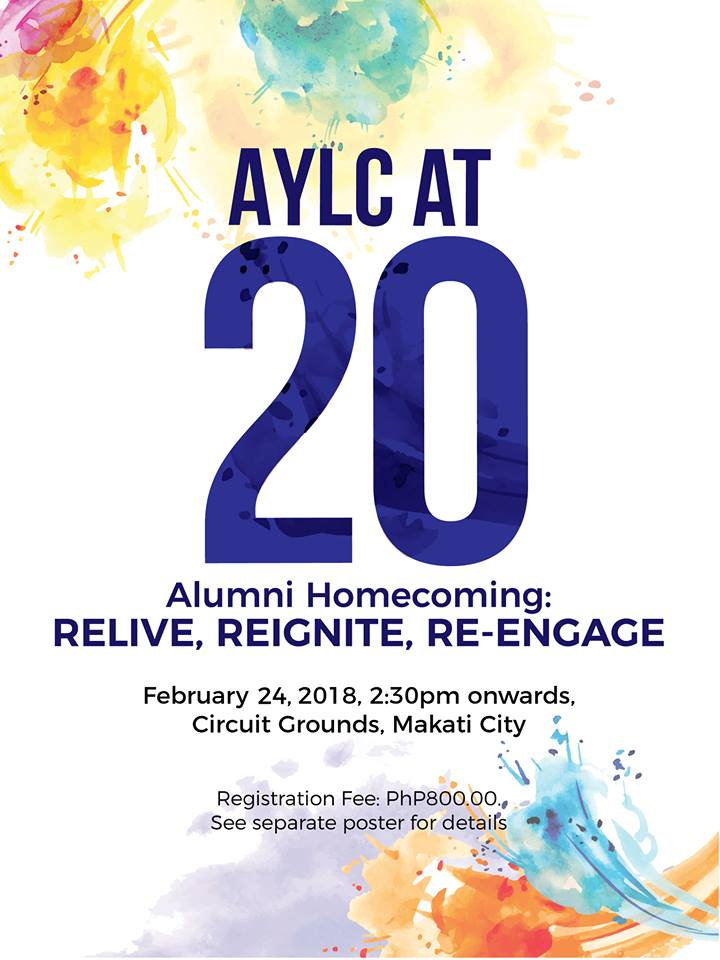 AYLC AT
20
Alumni Homecoming:
RELIVE, REIGNITE, RE-ENGAGE
February 24, 2018, 2:30pm onwards,
Circuit Grounds, Makati City
Registration Fee: PhP800.00.
See separate poster for details